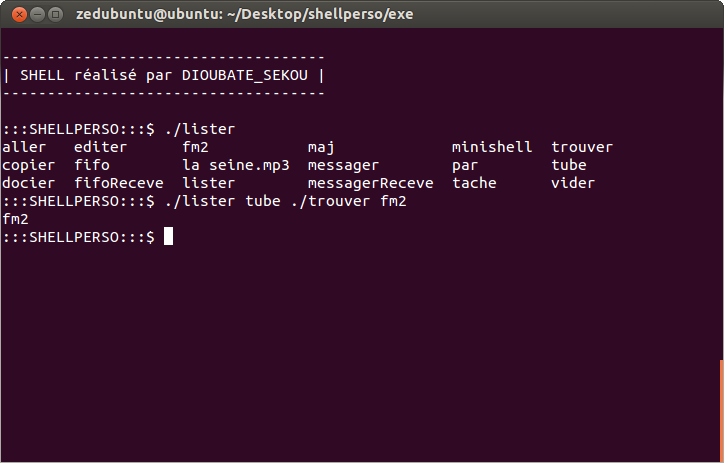 zedubuntu@ubuntu: ~/Desktop/shellperso/exe
------------------------------------
| SHELL réalisé par DIOUBATE_SEKOU |
------------------------------------
:::SHELLPERSO:::$ ./lister
aller   editer      fm2           maj             minishell  trouver
copier  fifo        la seine.mp3  messager        par        tube
docier  fifoReceve  lister        messagerReceve  tache      vider
:::SHELLPERSO:::$ ./lister tube ./trouver fm2
fm2
:::SHELLPERSO:::$